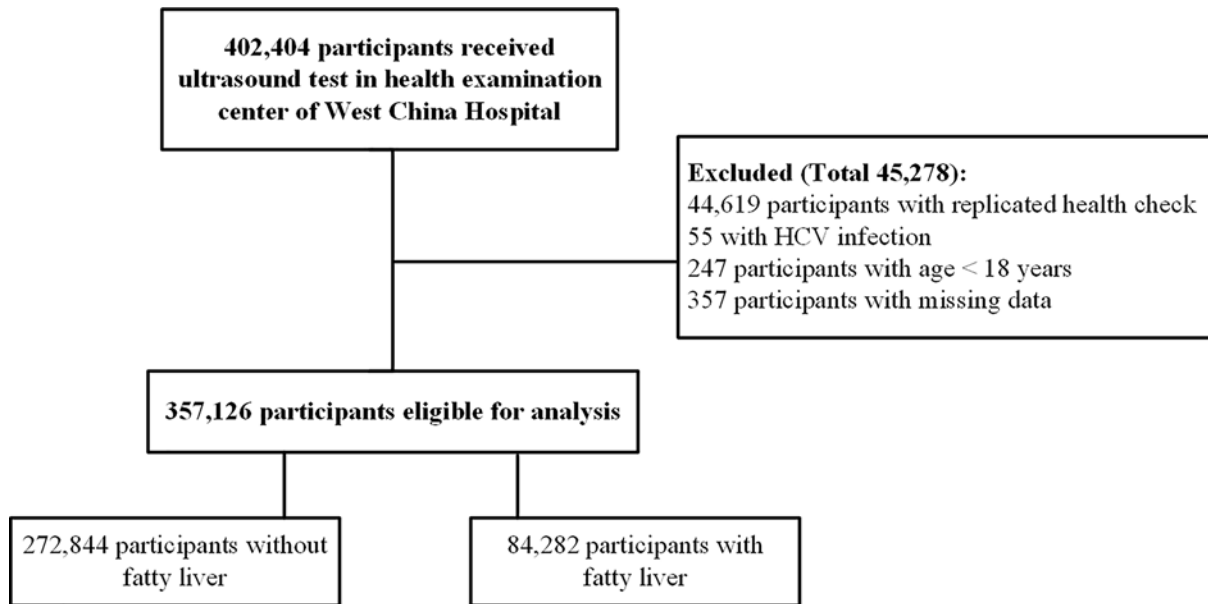 402,404 participants received
ultrasound test in health examination
center of West China Hospital
Excluded (Total 45,278):
44,619 participants with replicated health check
55 with HCV infection
247 participants with age < 18 years
357 participants with missing data
357,126 participants eligible for analysis
272,844 participants without
fatty liver
84,282 participants with
fatty liver